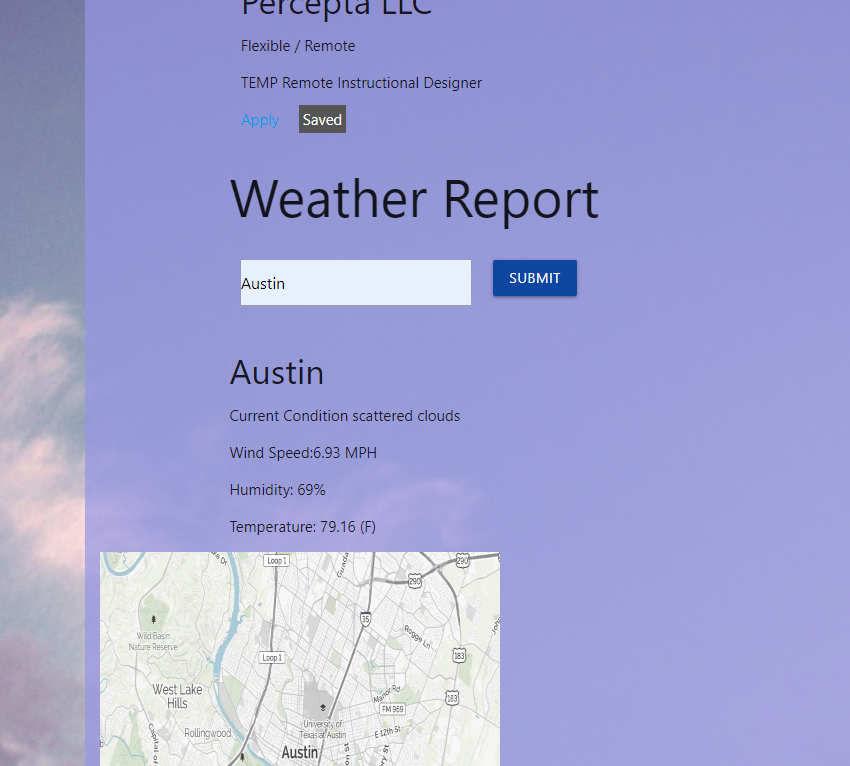 Percepta LLC
Flexible / Remote
TEMP Remote Instructional Designer
Apply Saved
Weather Report
Austin SUBMIT
Austin
Current Condition scattered clouds
Wind Speed:6.93 MPH
Humidity: 69%
Temperature: 79.16 (F)
Loop 1
290
290
35
Rogge Ln
Wild Basin
Nature Reserve
Loop 1
183
West Lake
Hills
183
Manor Rd
FM 969
University of
Texas at Austin
Rollingwood
E 12th St
Austin